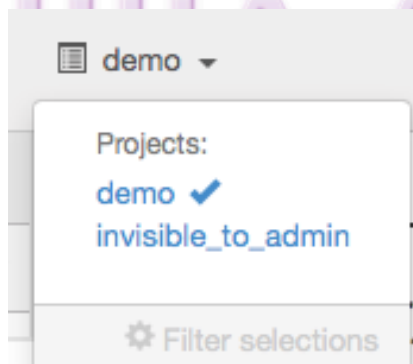 demo
Projects:
demo
invisible_to_admin
Filter selections